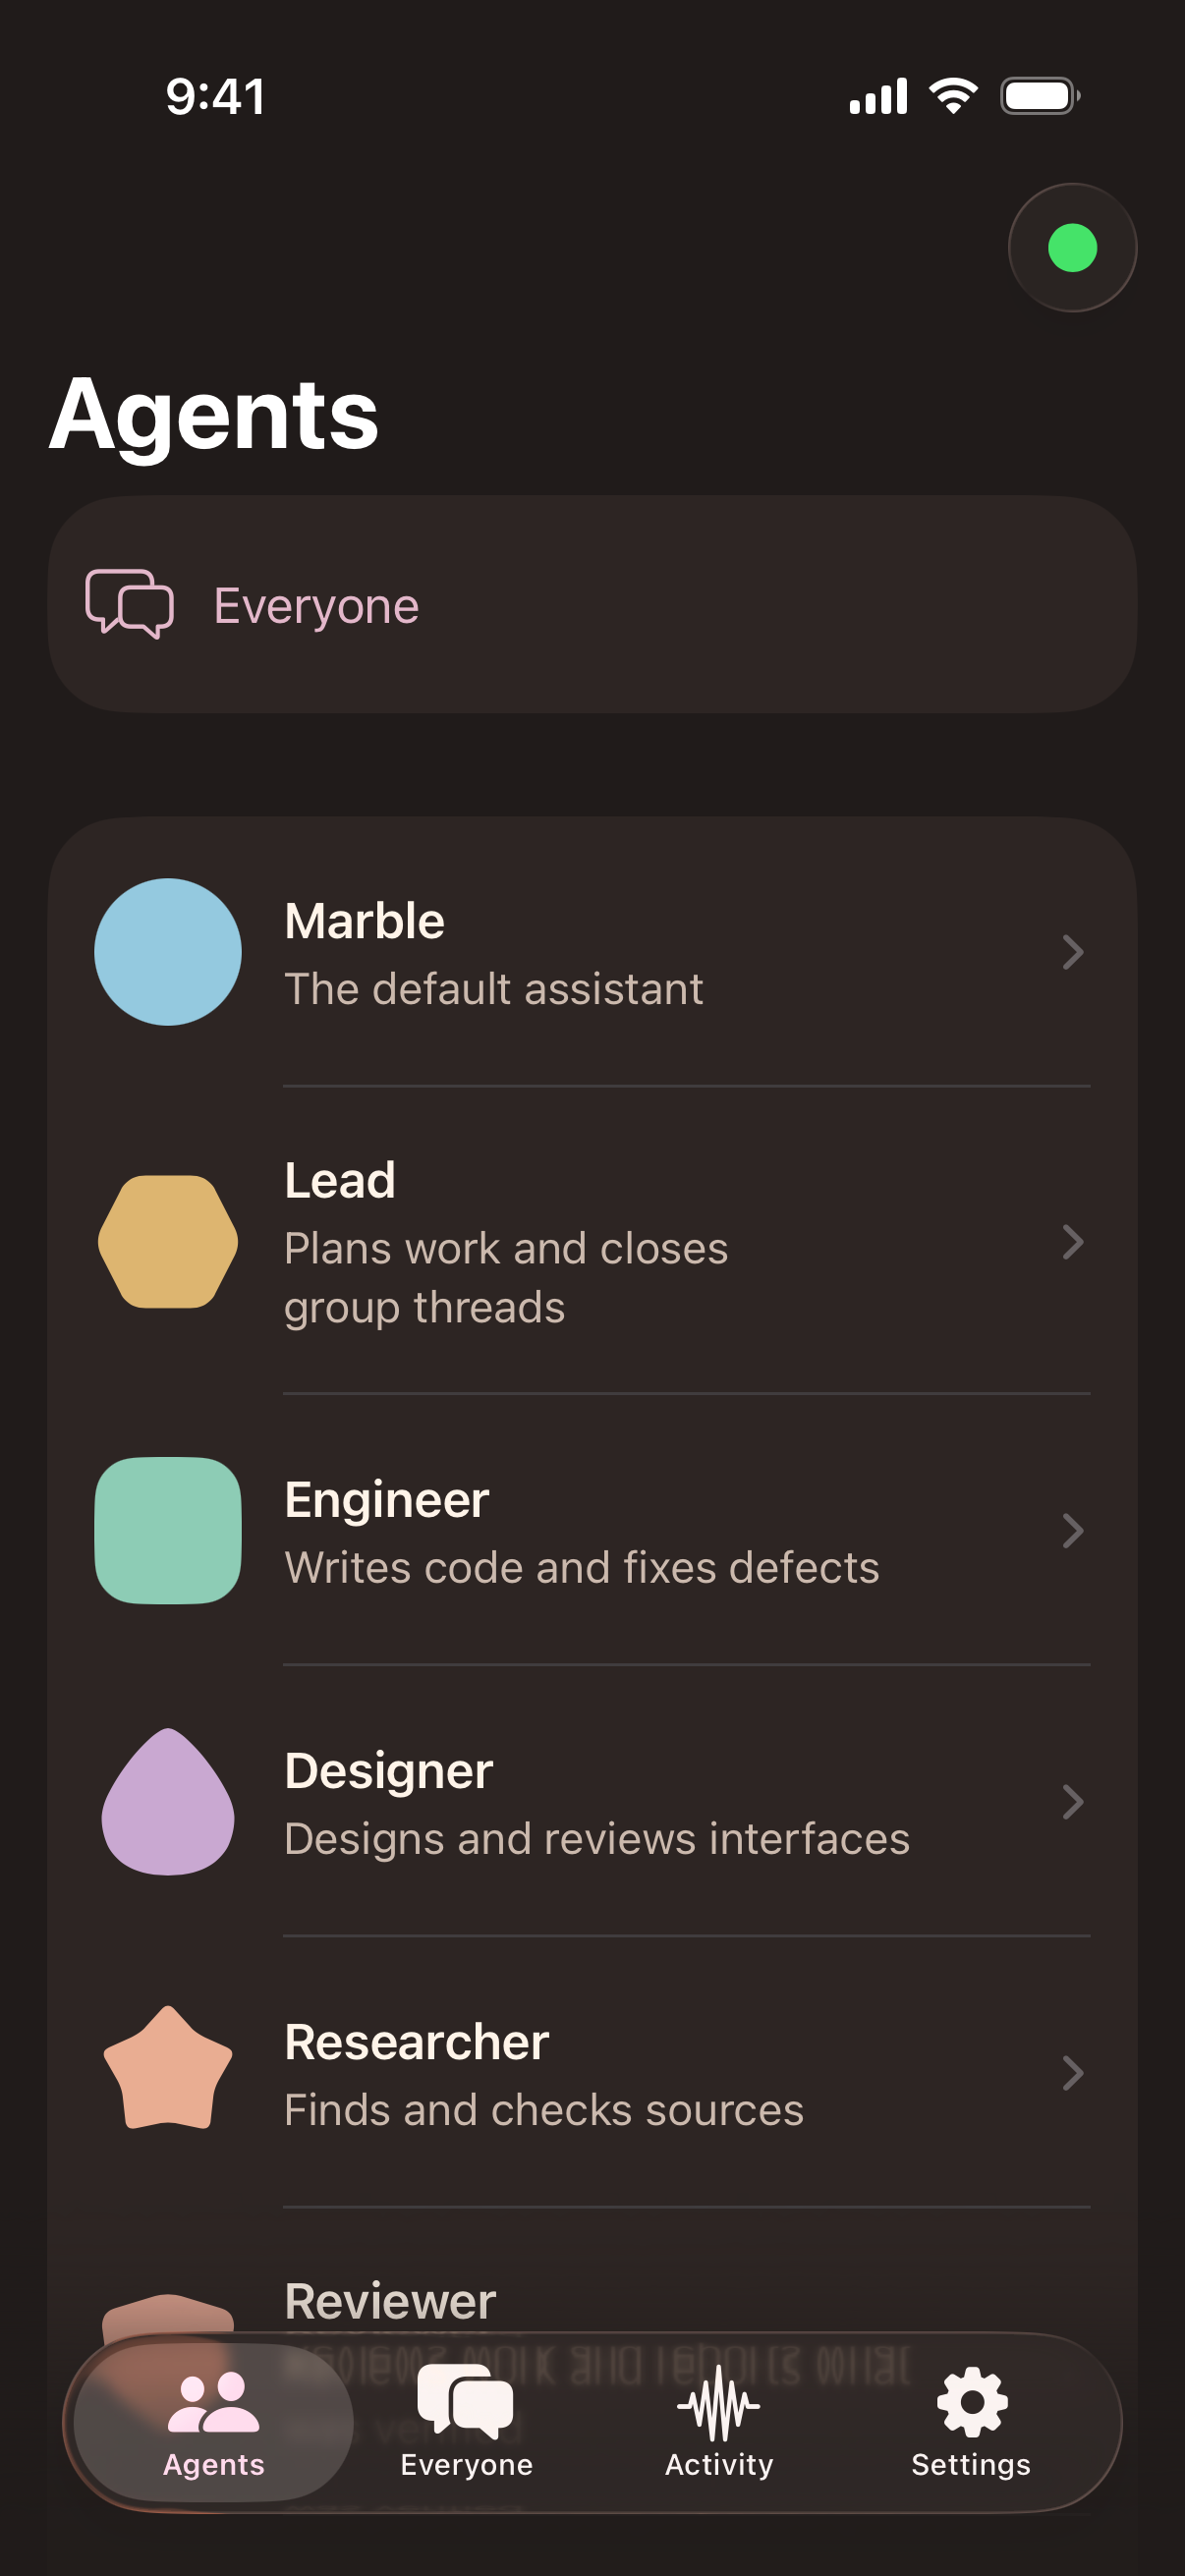 9:41
Agents
Everyone
Marble
The default assistant
Lead
Plans work and closes
group threads
Engineer
Writes code and fixes defects
Designer
Designs and reviews interfaces
Researcher
Finds and checks sources
Reviewer
Agents
Everyone
Activity
Settings